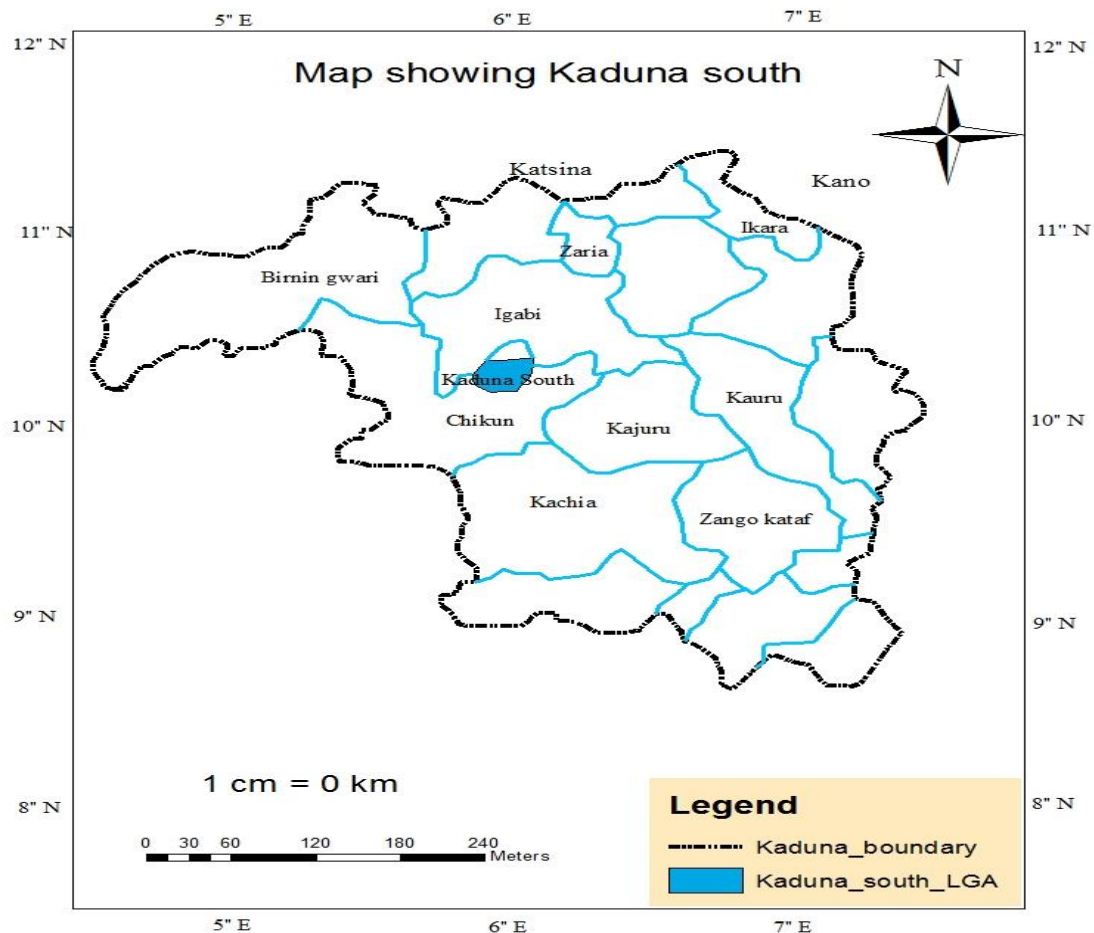 5" E 6" E 7" E
12" N 12" N
Map showing Kaduna south
N
Katsina
Kano
11" N 11" N
Ikara
Zaria
Birnin gwari
Igabi
Kaduna South
Kauru
10" N 10" N
Chikun
Kajuru
Kachia
Zango kataf
9" N 9" N
1 cm = 0 km
8" N 8" N
Legend
0 30 60 120 180 240
Meters
Kaduna_boundary
Kaduna_south_LGA
5" E 6" E 7" E